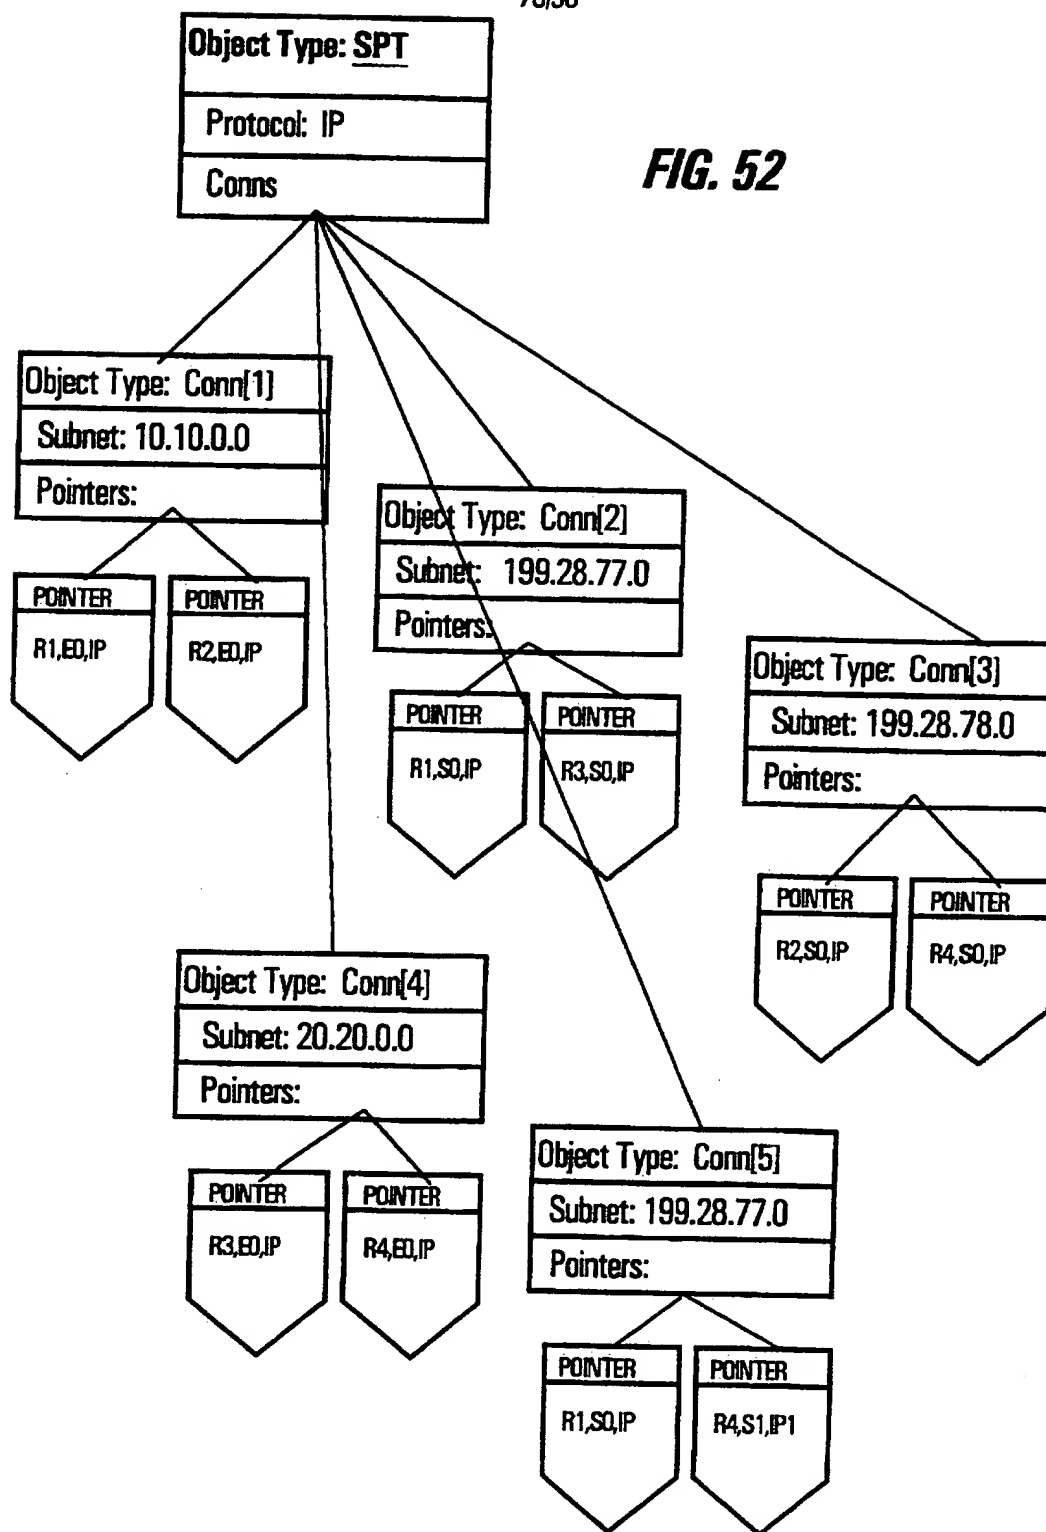 Object Type: SPT
Protocol: IP
Conns
FIG. 52
Object Type: Conn[1]
Subnet: 10.10.0.0
Pointers:
POINTER
R1,E0,IP
POINTER
R2,E0,IP
Object Type: Conn[2]
Subnet: 199.28.77.0
Pointers:
POINTER
R1,S0,IP
POINTER
R3,S0,IP
Object Type: Conn[3]
Subnet: 199.28.78.0
Pointers:
POINTER
R2,S0,IP
POINTER
R4,S0,IP
Object Type: Conn[4]
Subnet: 20.20.0.0
Pointers:
POINTER
R3,E0,IP
POINTER
R4,E0,IP
Object Type: Conn[5]
Subnet: 199.28.77.0
Pointers:
POINTER
R1,S0,IP
POINTER
R4,S1,IP1